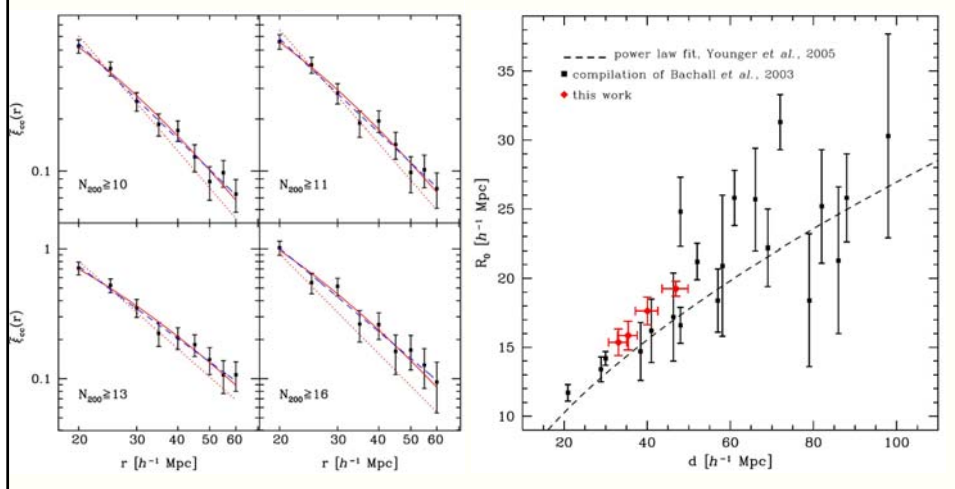 ξcc(r)
0.1
N200≧10
N200≧11
1
ξcc(r)
0.1
N200≧13
N200≧16
20 30 40 50 60
20 30 40 50 60
r [h⁻¹ Mpc]
r [h⁻¹ Mpc]
power law fit, Younger et al., 2005
compilation of Bachall et al., 2003
this work
35
30
25
20
15
10
R0 [h⁻¹ Mpc]
20 40 60 80 100
d [h⁻¹ Mpc]